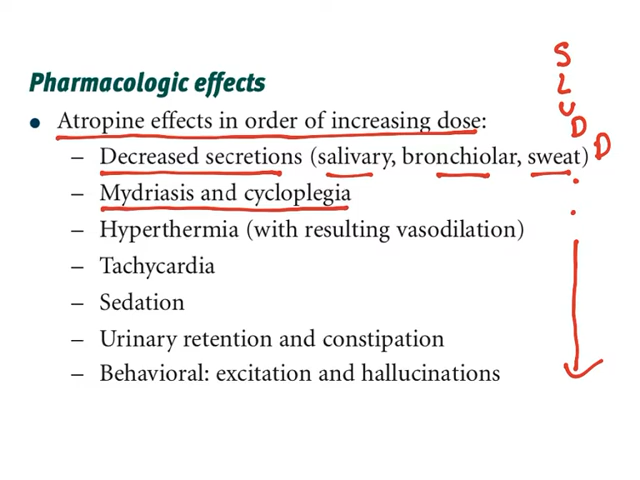 S
L
U
D
D
Pharmacologic effects
• Atropine effects in order of increasing dose:
– Decreased secretions (salivary, bronchiolar, sweat)
– Mydriasis and cycloplegia
– Hyperthermia (with resulting vasodilation)
– Tachycardia
– Sedation
– Urinary retention and constipation
– Behavioral: excitation and hallucinations